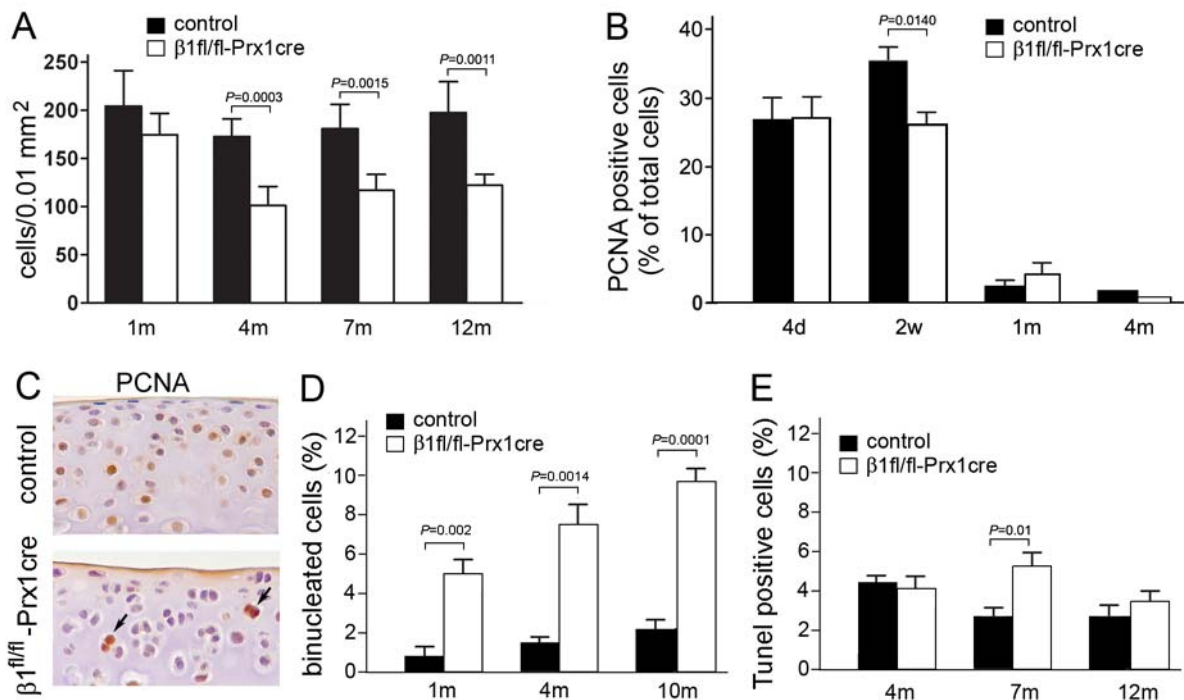 A
control
β1fl/fl-Prx1cre
cells/0.01 mm²
250
200
150
100
50
0
P=0.0003
P=0.0015
P=0.0011
1m
4m
7m
12m
B
control
β1fl/fl-Prx1cre
PCNA positive cells
(% of total cells)
40
30
20
10
0
P=0.0140
4d
2w
1m
4m
C
PCNA
control
β1fl/fl-Prx1cre
D
control
β1fl/fl-Prx1cre
binucleated cells (%)
12
10
8
6
4
2
0
P=0.002
P=0.0014
P=0.0001
1m
4m
10m
E
control
β1fl/fl-Prx1cre
Tunel positive cells (%)
12
10
8
6
4
2
0
P=0.01
4m
7m
12m